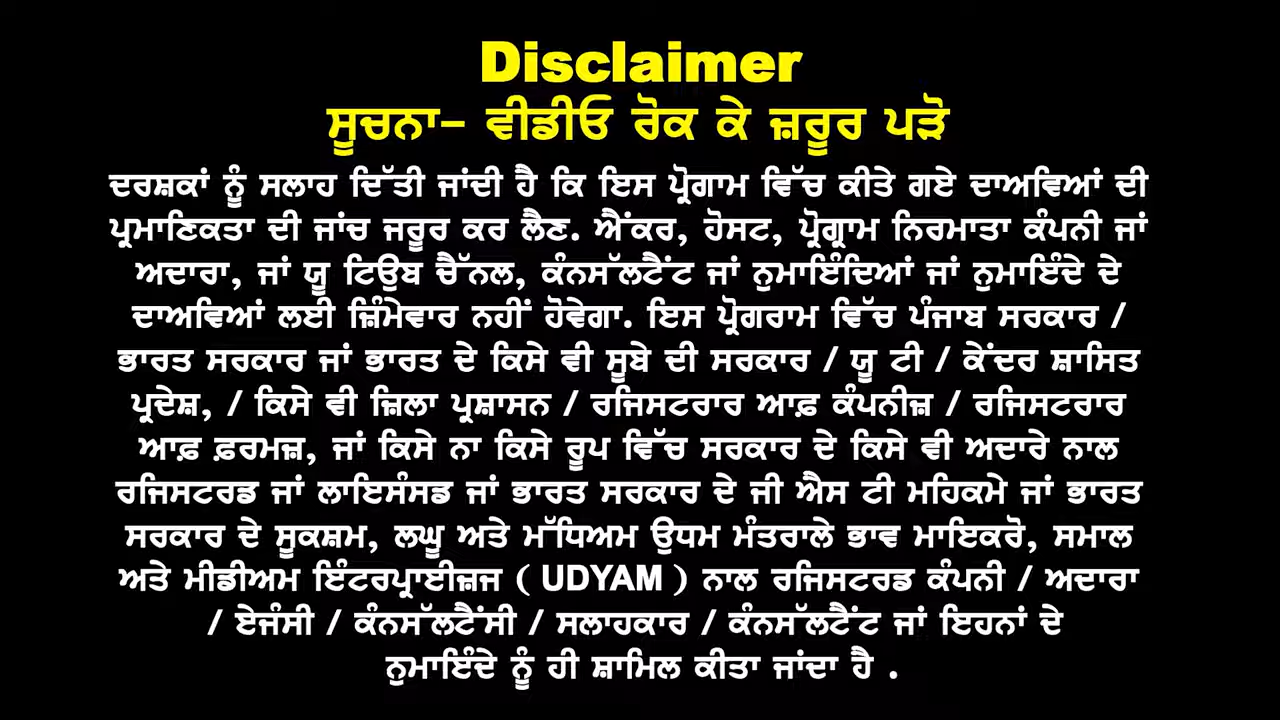 Disclaimer
ਸੂਚਨਾ- ਵੀਡੀਓ ਰੋਕ ਕੇ ਜ਼ਰੂਰ ਪੜੋ
ਦਰਸ਼ਕਾਂ ਨੂੰ ਸਲਾਹ ਦਿੱਤੀ ਜਾਂਦੀ ਹੈ ਕਿ ਇਸ ਪ੍ਰੋਗਾਮ ਵਿੱਚ ਕੀਤੇ ਗਏ ਦਾਅਵਿਆਂ ਦੀ
ਪ੍ਰਮਾਣਿਕਤਾ ਦੀ ਜਾਂਚ ਜਰੂਰ ਕਰ ਲੈਣ. ਐਂਕਰ, ਹੋਸਟ, ਪ੍ਰੋਗ੍ਰਾਮ ਨਿਰਮਾਤਾ ਕੰਪਨੀ ਜਾਂ
ਅਦਾਰਾ, ਜਾਂ ਯੂ ਟਿਊਬ ਚੈੱਨਲ, ਕੰਨਸੱਲਟੈਂਟ ਜਾਂ ਨੁਮਾਇੰਦਿਆਂ ਜਾਂ ਨੁਮਾਇੰਦੇ ਦੇ
ਦਾਅਵਿਆਂ ਲਈ ਜ਼ਿੰਮੇਵਾਰ ਨਹੀਂ ਹੋਵੇਗਾ. ਇਸ ਪ੍ਰੋਗਰਾਮ ਵਿੱਚ ਪੰਜਾਬ ਸਰਕਾਰ /
ਭਾਰਤ ਸਰਕਾਰ ਜਾਂ ਭਾਰਤ ਦੇ ਕਿਸੇ ਵੀ ਸੂਬੇ ਦੀ ਸਰਕਾਰ / ਯੂ ਟੀ / ਕੇਂਦਰ ਸ਼ਾਸਿਤ
ਪ੍ਰਦੇਸ਼, / ਕਿਸੇ ਵੀ ਜ਼ਿਲਾ ਪ੍ਰਸ਼ਾਸਨ / ਰਜਿਸਟਰਾਰ ਆਫ਼ ਕੰਪਨੀਜ਼ / ਰਜਿਸਟਰਾਰ
ਆਫ਼ ਫ਼ਰਮਜ਼, ਜਾਂ ਕਿਸੇ ਨਾ ਕਿਸੇ ਰੂਪ ਵਿੱਚ ਸਰਕਾਰ ਦੇ ਕਿਸੇ ਵੀ ਅਦਾਰੇ ਨਾਲ
ਰਜਿਸਟਰਡ ਜਾਂ ਲਾਇਸੰਸਡ ਜਾਂ ਭਾਰਤ ਸਰਕਾਰ ਦੇ ਜੀ ਐਸ ਟੀ ਮਹਿਕਮੇ ਜਾਂ ਭਾਰਤ
ਸਰਕਾਰ ਦੇ ਸੂਕਸ਼ਮ, ਲਘੂ ਅਤੇ ਮੱਧਿਅਮ ਉਧਮ ਮੰਤਰਾਲੇ ਭਾਵ ਮਾਇਕਰੋ, ਸਮਾਲ
ਅਤੇ ਮੀਡੀਅਮ ਇੰਟਰਪ੍ਰਾਈਜ਼ਜ ( UDYAM ) ਨਾਲ ਰਜਿਸਟਰਡ ਕੰਪਨੀ / ਅਦਾਰਾ
/ ਏਜੰਸੀ / ਕੰਨਸੱਲਟੈਂਸੀ / ਸਲਾਹਕਾਰ / ਕੰਨਸੱਲਟੈਂਟ ਜਾਂ ਇਹਨਾਂ ਦੇ
ਨੁਮਾਇੰਦੇ ਨੂੰ ਹੀ ਸ਼ਾਮਿਲ ਕੀਤਾ ਜਾਂਦਾ ਹੈ .